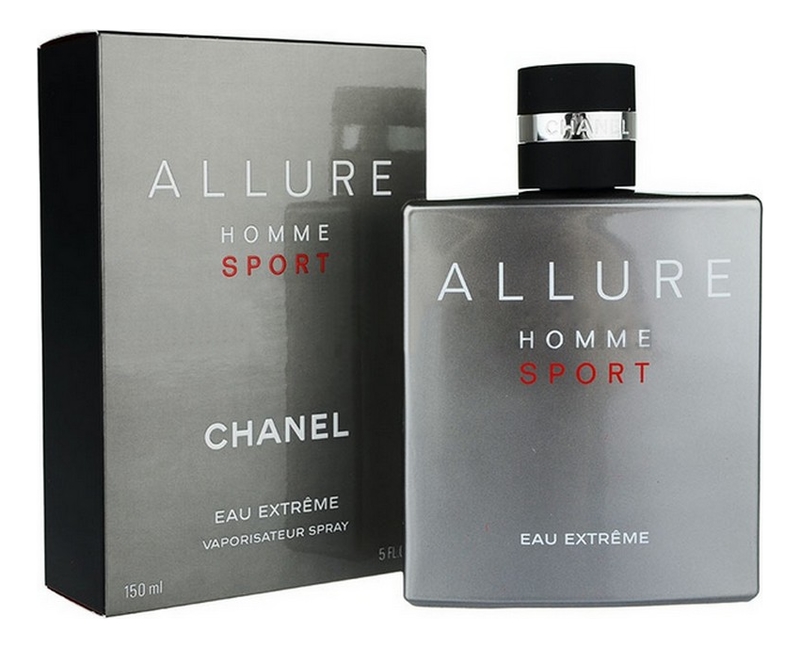 ALLURE
HOMME
SPORT
CHANEL
EAU EXTRÊME
VAPORISATEUR SPRAY
150 ml
5 FL.
CHANEL
ALLURE
HOMME
SPORT
EAU EXTRÊME